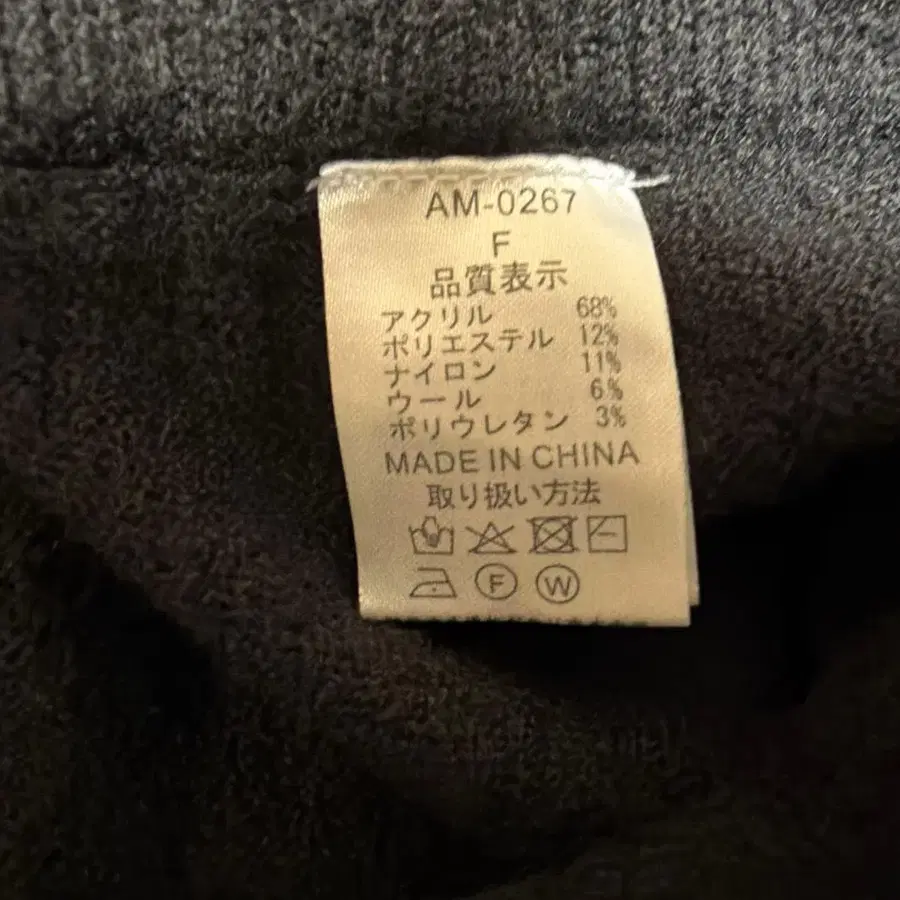 AM-0267
F
品質表示
アクリル 68%
ポリエステル 12%
ナイロン 11%
ウール 6%
ポリウレタン 3%
MADE IN CHINA
取り扱い方法
F W